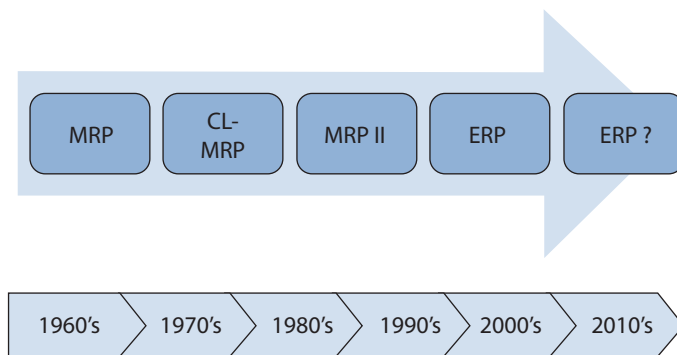 MRP
CL-
MRP
MRP II
ERP
ERP ?
1960's
1970's
1980's
1990's
2000's
2010's